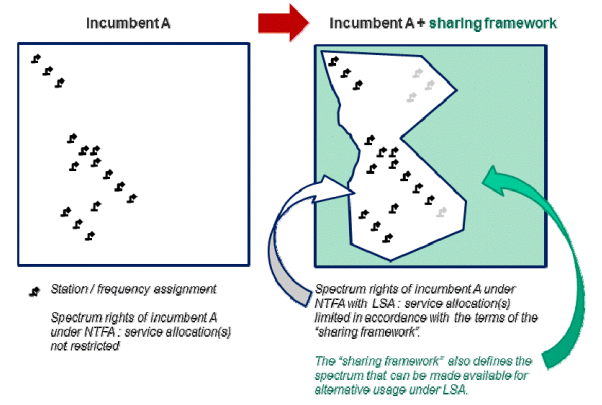 Incumbent A
Incumbent A + sharing framework
Station / frequency assignment
Spectrum rights of incumbent A
under NTFA : service allocation(s)
not restricted
Spectrum rights of incumbent A under
NTFA with LSA : service allocation(s)
limited in accordance with the terms of the
"sharing framework".
The "sharing framework" also defines the
spectrum that can be made available for
alternative usage under LSA.